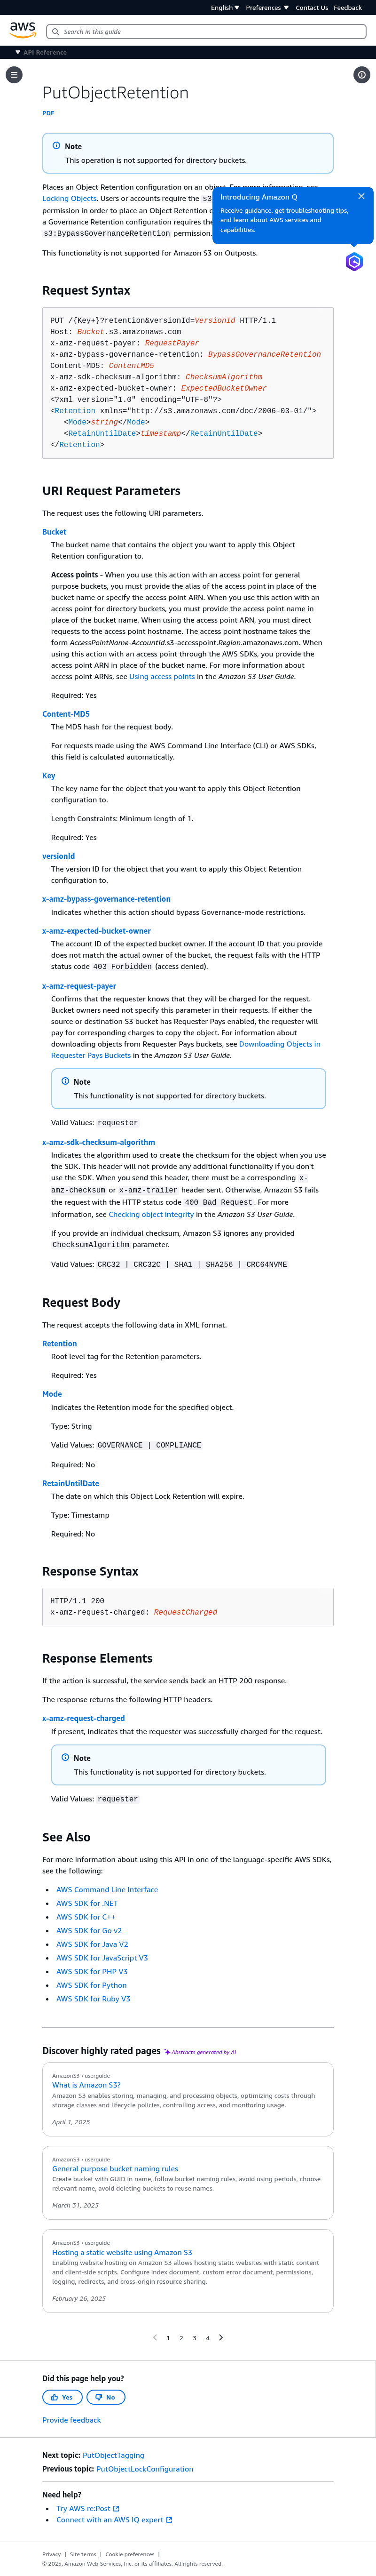 English Preferences Contact Us Feedback
aws
Search in this guide
API Reference
PutObjectRetention
PDF
Note
This operation is not supported for directory buckets.
Places an Object Retention configuration on an object. For more information, see
Locking Objects. Users or accounts require the s3
permission in order to place an Object Retention
a Governance Retention configuration requires the
s3:BypassGovernanceRetention permission.
Introducing Amazon Q
Receive guidance, get troubleshooting tips,
and learn about AWS services and
capabilities.
This functionality is not supported for Amazon S3 on Outposts.
Request Syntax
PUT /{Key+}?retention&versionId=VersionId HTTP/1.1
Host: Bucket.s3.amazonaws.com
x-amz-request-payer: RequestPayer
x-amz-bypass-governance-retention: BypassGovernanceRetention
Content-MD5: ContentMD5
x-amz-sdk-checksum-algorithm: ChecksumAlgorithm
x-amz-expected-bucket-owner: ExpectedBucketOwner
<?xml version="1.0" encoding="UTF-8"?>
<Retention xmlns="http://s3.amazonaws.com/doc/2006-03-01/">
<Mode>string</Mode>
<RetainUntilDate>timestamp</RetainUntilDate>
</Retention>
URI Request Parameters
The request uses the following URI parameters.
Bucket
The bucket name that contains the object you want to apply this Object
Retention configuration to.
Access points - When you use this action with an access point for general
purpose buckets, you must provide the alias of the access point in place of the
bucket name or specify the access point ARN. When you use this action with an
access point for directory buckets, you must provide the access point name in
place of the bucket name. When using the access point ARN, you must direct
requests to the access point hostname. The access point hostname takes the
form AccessPointName-AccountId.s3-accesspoint.Region.amazonaws.com. When
using this action with an access point through the AWS SDKs, you provide the
access point ARN in place of the bucket name. For more information about
access point ARNs, see Using access points in the Amazon S3 User Guide.
Required: Yes
Content-MD5
The MD5 hash for the request body.
For requests made using the AWS Command Line Interface (CLI) or AWS SDKs,
this field is calculated automatically.
Key
The key name for the object that you want to apply this Object Retention
configuration to.
Length Constraints: Minimum length of 1.
Required: Yes
versionId
The version ID for the object that you want to apply this Object Retention
configuration to.
x-amz-bypass-governance-retention
Indicates whether this action should bypass Governance-mode restrictions.
x-amz-expected-bucket-owner
The account ID of the expected bucket owner. If the account ID that you provide
does not match the actual owner of the bucket, the request fails with the HTTP
status code 403 Forbidden (access denied).
x-amz-request-payer
Confirms that the requester knows that they will be charged for the request.
Bucket owners need not specify this parameter in their requests. If either the
source or destination S3 bucket has Requester Pays enabled, the requester will
pay for corresponding charges to copy the object. For information about
downloading objects from Requester Pays buckets, see Downloading Objects in
Requester Pays Buckets in the Amazon S3 User Guide.
Note
This functionality is not supported for directory buckets.
Valid Values: requester
x-amz-sdk-checksum-algorithm
Indicates the algorithm used to create the checksum for the object when you use
the SDK. This header will not provide any additional functionality if you don't
use the SDK. When you send this header, there must be a corresponding x-
amz-checksum or x-amz-trailer header sent. Otherwise, Amazon S3 fails
the request with the HTTP status code 400 Bad Request. For more
information, see Checking object integrity in the Amazon S3 User Guide.
If you provide an individual checksum, Amazon S3 ignores any provided
ChecksumAlgorithm parameter.
Valid Values: CRC32 | CRC32C | SHA1 | SHA256 | CRC64NVME
Request Body
The request accepts the following data in XML format.
Retention
Root level tag for the Retention parameters.
Required: Yes
Mode
Indicates the Retention mode for the specified object.
Type: String
Valid Values: GOVERNANCE | COMPLIANCE
Required: No
RetainUntilDate
The date on which this Object Lock Retention will expire.
Type: Timestamp
Required: No
Response Syntax
HTTP/1.1 200
x-amz-request-charged: RequestCharged
Response Elements
If the action is successful, the service sends back an HTTP 200 response.
The response returns the following HTTP headers.
x-amz-request-charged
If present, indicates that the requester was successfully charged for the request.
Note
This functionality is not supported for directory buckets.
Valid Values: requester
See Also
For more information about using this API in one of the language-specific AWS SDKs,
see the following:
AWS Command Line Interface
AWS SDK for .NET
AWS SDK for C++
AWS SDK for Go v2
AWS SDK for Java V2
AWS SDK for JavaScript V3
AWS SDK for PHP V3
AWS SDK for Python
AWS SDK for Ruby V3
Discover highly rated pages Abstracts generated by AI
AmazonS3 › userguide
What is Amazon S3?
Amazon S3 enables storing, managing, and processing objects, optimizing costs through
storage classes and lifecycle policies, controlling access, and monitoring usage.
April 1, 2025
AmazonS3 › userguide
General purpose bucket naming rules
Create bucket with GUID in name, follow bucket naming rules, avoid using periods, choose
relevant name, avoid deleting buckets to reuse names.
March 31, 2025
AmazonS3 › userguide
Hosting a static website using Amazon S3
Enabling website hosting on Amazon S3 allows hosting static websites with static content
and client-side scripts. Configure index document, custom error document, permissions,
logging, redirects, and cross-origin resource sharing.
February 26, 2025
1 2 3 4
Did this page help you?
Yes No
Provide feedback
Next topic: PutObjectTagging
Previous topic: PutObjectLockConfiguration
Need help?
Try AWS re:Post
Connect with an AWS IQ expert
Privacy | Site terms | Cookie preferences |
© 2025, Amazon Web Services, Inc. or its affiliates. All rights reserved.